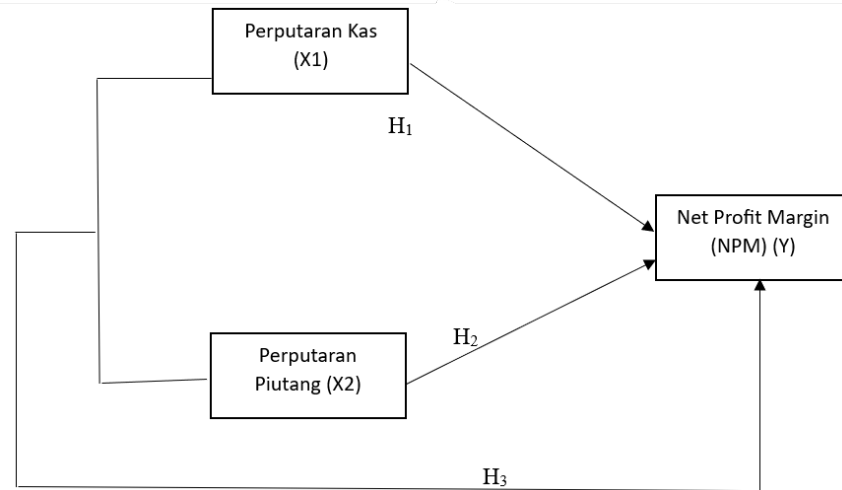 Perputaran Kas
(X1)
H₁
Net Profit Margin
(NPM) (Y)
H₂
Perputaran
Piutang (X2)
H₃